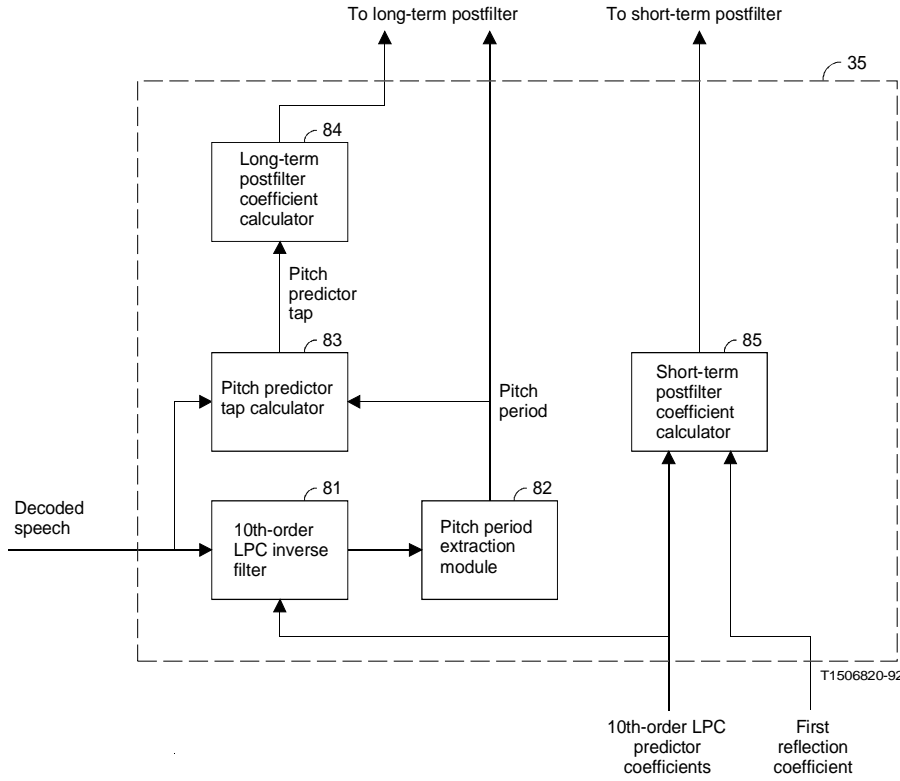 To long-term postfilter
To short-term postfilter
35
84
Long-term
postfilter
coefficient
calculator
Pitch
predictor
tap
83
Pitch predictor
tap calculator
Pitch
period
85
Short-term
postfilter
coefficient
calculator
Decoded
speech
81
10th-order
LPC inverse
filter
82
Pitch period
extraction
module
T1506820-92
10th-order LPC
predictor
coefficients
First
reflection
coefficient